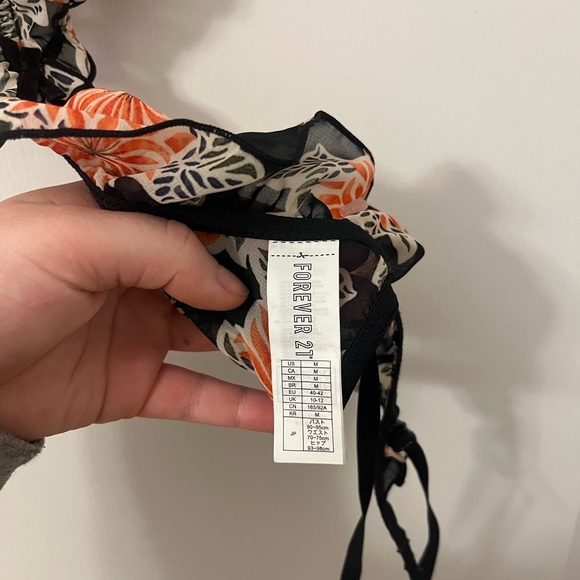 FOREVER 21
US M
CA M
MX M
BR M
EU 40-42
UK 10-12
CN 165/92A
KR M
JP バスト
90-95cm
ウエスト
70-75cm
ヒップ
93-98cm